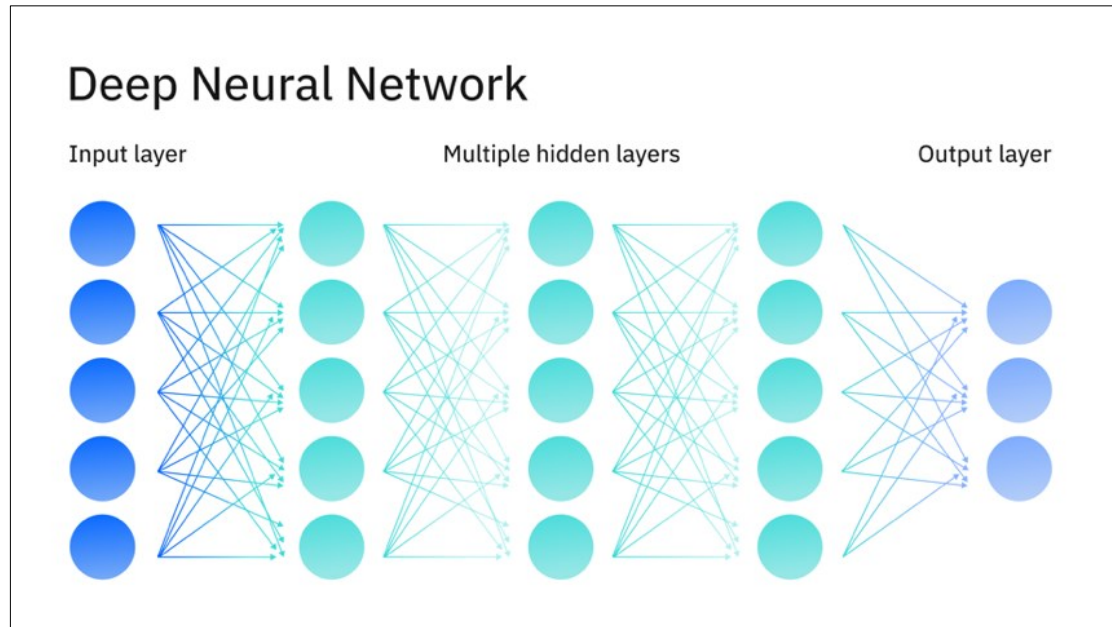 Deep Neural Network
Input layer
Multiple hidden layers
Output layer